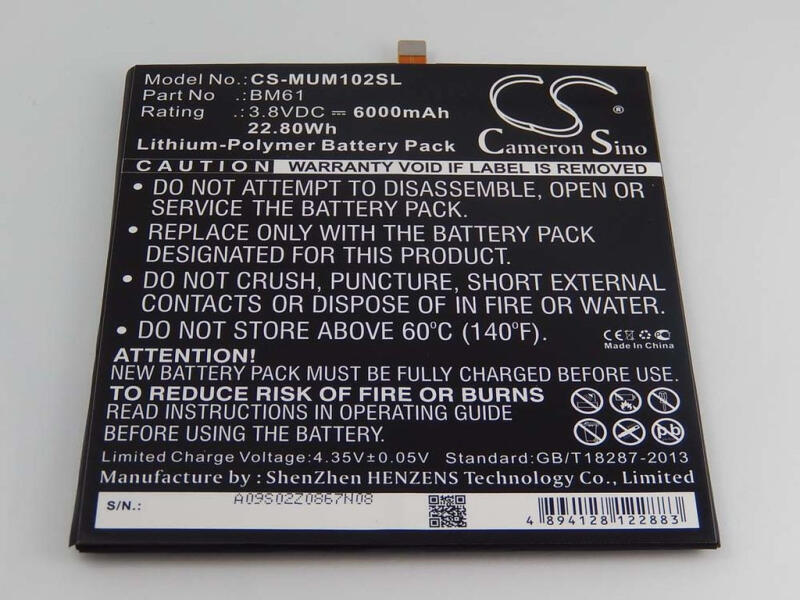 Model No.:CS-MUM102SL
Part No :BM61
Rating :3.8VDC ⎓ 6000mAh
22.80Wh
Lithium-Polymer Battery Pack
CS
®
Cameron Sino
CAUTION WARRANTY VOID IF LABEL IS REMOVED
• DO NOT ATTEMPT TO DISASSEMBLE, OPEN OR
SERVICE THE BATTERY PACK.
• REPLACE ONLY WITH THE BATTERY PACK
DESIGNATED FOR THIS PRODUCT
• DO NOT CRUSH, PUNCTURE, SHORT EXTERNAL
CONTACTS OR DISPOSE OF IN FIRE OR WATER.
• DO NOT STORE ABOVE 60°C (140°F).
CE
Made In China
ATTENTION!
NEW BATTERY PACK MUST BE FULLY CHARGED BEFORE USE.
TO REDUCE RISK OF FIRE OR BURNS
READ INSTRUCTIONS IN OPERATING GUIDE
BEFORE USING THE BATTERY.
Pb
Limited Charge Voltage:4.35V±0.05V Standard:GB/T18287-2013
Manufacture by:ShenZhen HENZENS Technology Co., Ltd.
S/N: A09S02Z0867N08
4 894128 122883